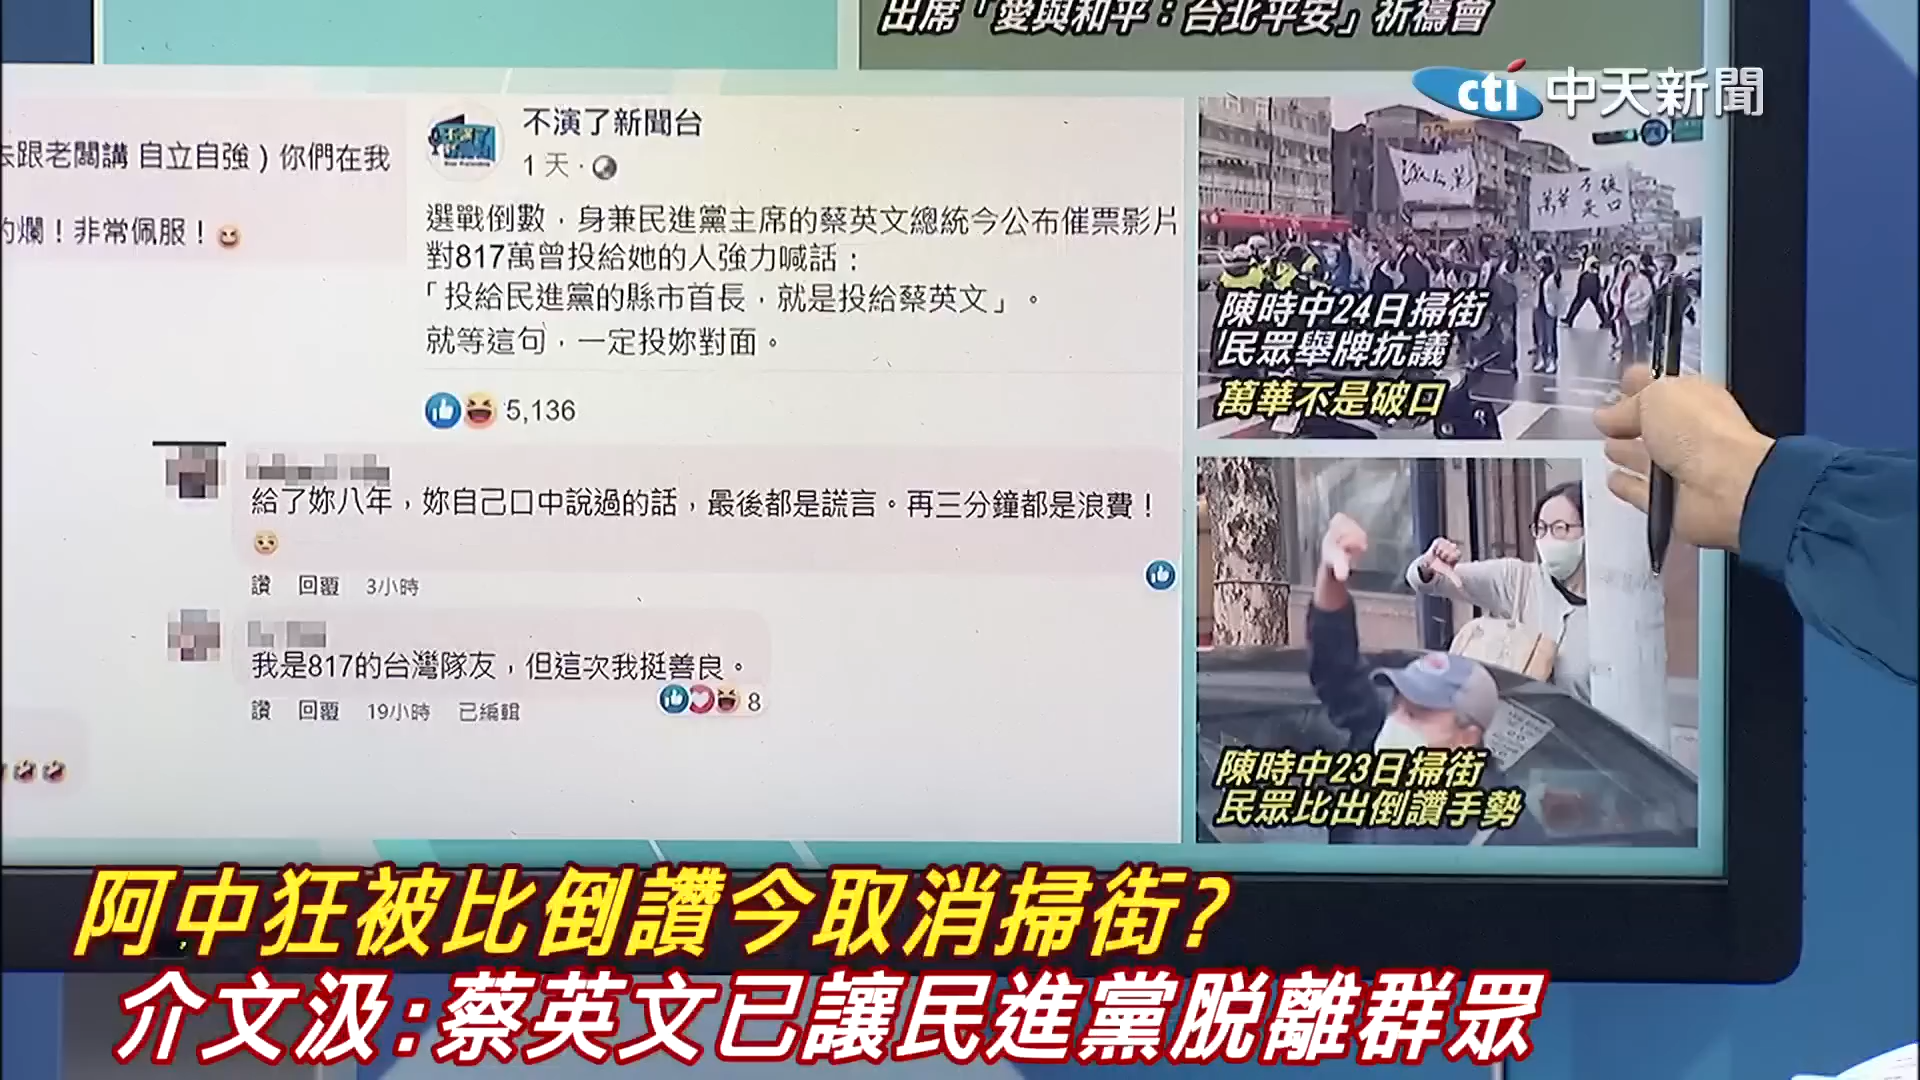 出席「愛與和平：台北平安」祈禱會
cti 中天新聞
去跟老闆講 自立自強）你們在我
的爛！非常佩服！
不演了新聞台
1 天
選戰倒數，身兼民進黨主席的蔡英文總統今公布催票影片
對817萬曾投給她的人強力喊話：
「投給民進黨的縣市首長，就是投給蔡英文」。
就等這句，一定投妳對面。
5,136
給了妳八年，妳自己口中說過的話，最後都是謊言。再三分鐘都是浪費！
讚 回覆 3小時
我是817的台灣隊友，但這次我挺善良。
8
讚 回覆 19小時 已編輯
萬華不是破口
陳時中24日掃街
民眾舉牌抗議
萬華不是破口
陳時中23日掃街
民眾比出倒讚手勢
阿中狂被比倒讚今取消掃街?
介文汲:蔡英文已讓民進黨脫離群眾